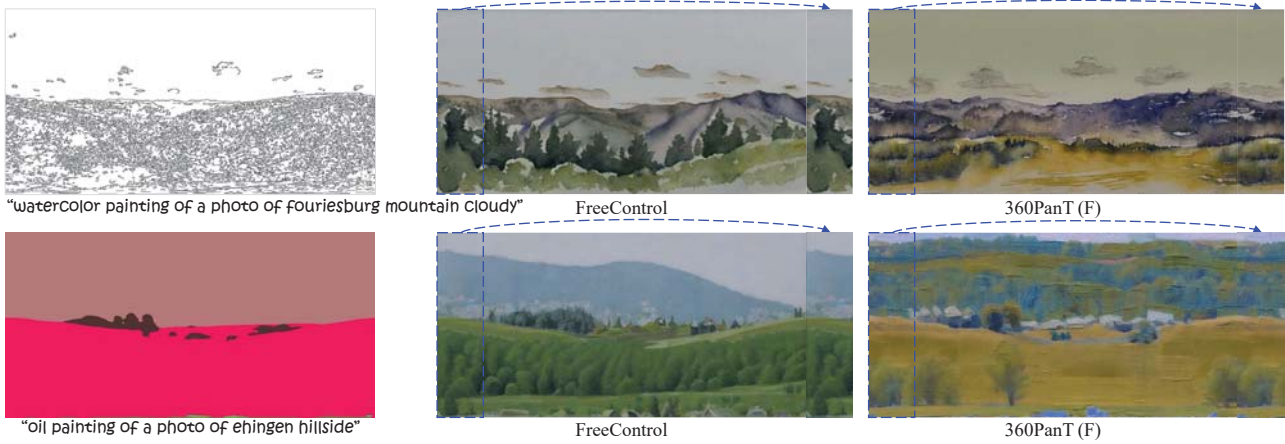 "watercolor painting of a photo of fouriesburg mountain cloudy"
FreeControl
360PanT (F)
"oil painting of a photo of ehingen hillside"
FreeControl
360PanT (F)